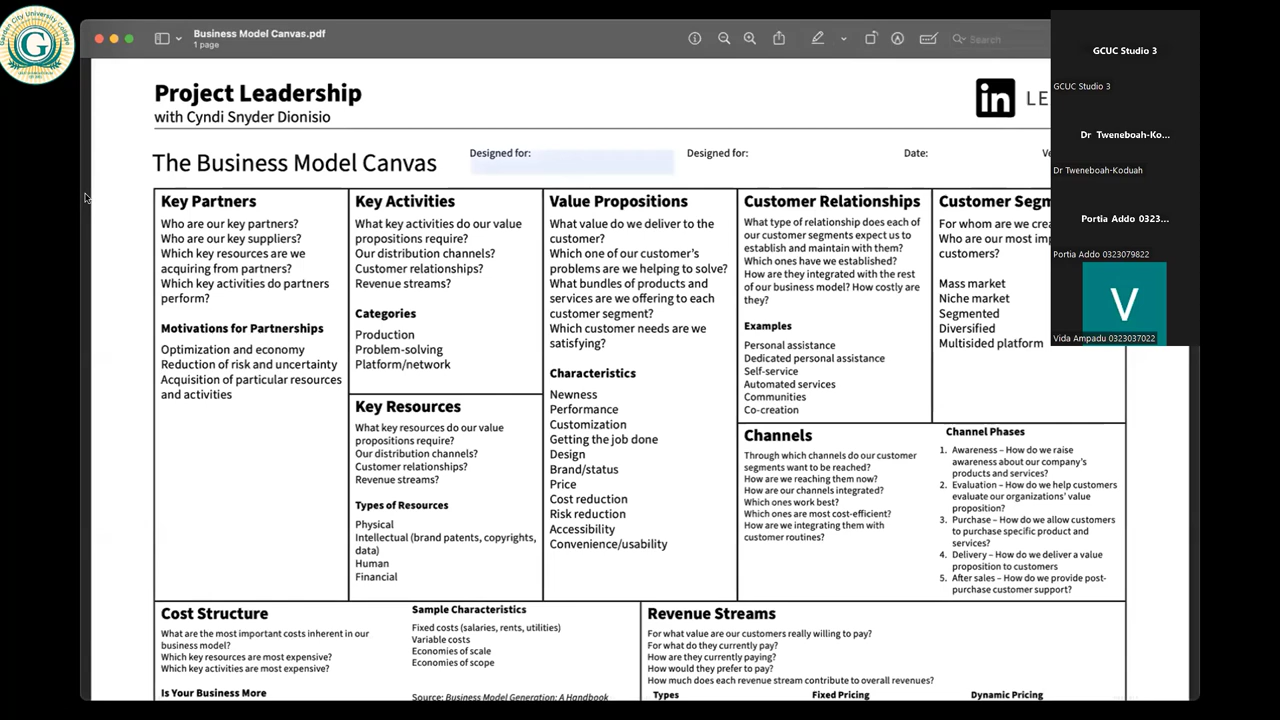 Business Model Canvas.pdf
1 page
Search
Project Leadership
with Cyndi Snyder Dionisio
in LE
The Business Model Canvas
Designed for:
Designed for:
Date:
Key Partners
Who are our key partners?
Who are our key suppliers?
Which key resources are we
acquiring from partners?
Which key activities do partners
perform?
Motivations for Partnerships
Optimization and economy
Reduction of risk and uncertainty
Acquisition of particular resources
and activities
Key Activities
What key activities do our value
propositions require?
Our distribution channels?
Customer relationships?
Revenue streams?
Categories
Production
Problem-solving
Platform/network
Key Resources
What key resources do our value
propositions require?
Our distribution channels?
Customer relationships?
Revenue streams?
Types of Resources
Physical
Intellectual (brand patents, copyrights,
data)
Human
Financial
Value Propositions
What value do we deliver to the
customer?
Which one of our customer's
problems are we helping to solve?
What bundles of products and
services are we offering to each
customer segment?
Which customer needs are we
satisfying?
Characteristics
Newness
Performance
Customization
Getting the job done
Design
Brand/status
Price
Cost reduction
Risk reduction
Accessibility
Convenience/usability
Customer Relationships
What type of relationship does each of
our customer segments expect us to
establish and maintain with them?
Which ones have we established?
How are they integrated with the rest
of our business model? How costly are
they?
Examples
Personal assistance
Dedicated personal assistance
Self-service
Automated services
Communities
Co-creation
Customer Segm
For whom are we crea
Who are our most imp
customers?
Mass market
Niche market
Segmented
Diversified
Multisided platform
Channels
Through which channels do our customer
segments want to be reached?
How are we reaching them now?
How are our channels integrated?
Which ones work best?
Which ones are most cost-efficient?
How are we integrating them with
customer routines?
Channel Phases
1. Awareness – How do we raise
awareness about our company's
products and services?
2. Evaluation – How do we help customers
evaluate our organizations' value
proposition?
3. Purchase – How do we allow customers
to purchase specific product and
services?
4. Delivery – How do we deliver a value
proposition to customers
5. After sales – How do we provide post-
purchase customer support?
Cost Structure
What are the most important costs inherent in our
business model?
Which key resources are most expensive?
Which key activities are most expensive?
Is Your Business More
Sample Characteristics
Fixed costs (salaries, rents, utilities)
Variable costs
Economies of scale
Economies of scope
Source: Business Model Generation: A Handbook
Revenue Streams
For what value are our customers really willing to pay?
For what do they currently pay?
How are they currently paying?
How would they prefer to pay?
How much does each revenue stream contribute to overall revenues?
Types
Fixed Pricing
Dynamic Pricing
GCUC Studio 3
GCUC Studio 3
Dr Tweneboah-Ko...
Dr Tweneboah-Koduah
Portia Addo 0323...
Portia Addo 0323079822
V
Vida Ampadu 0323037022